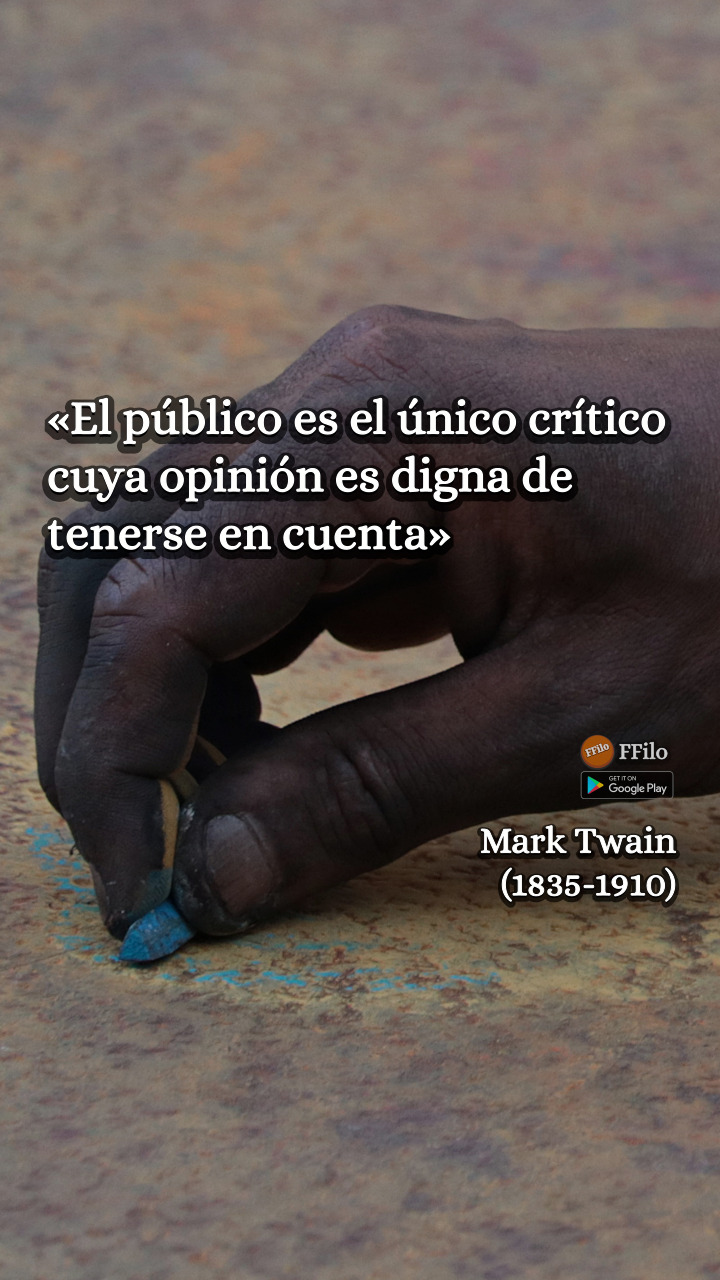 «El público es el único crítico
cuya opinión es digna de
tenerse en cuenta»
FFilo FFilo
GET IT ON
Google Play
Mark Twain
(1835-1910)